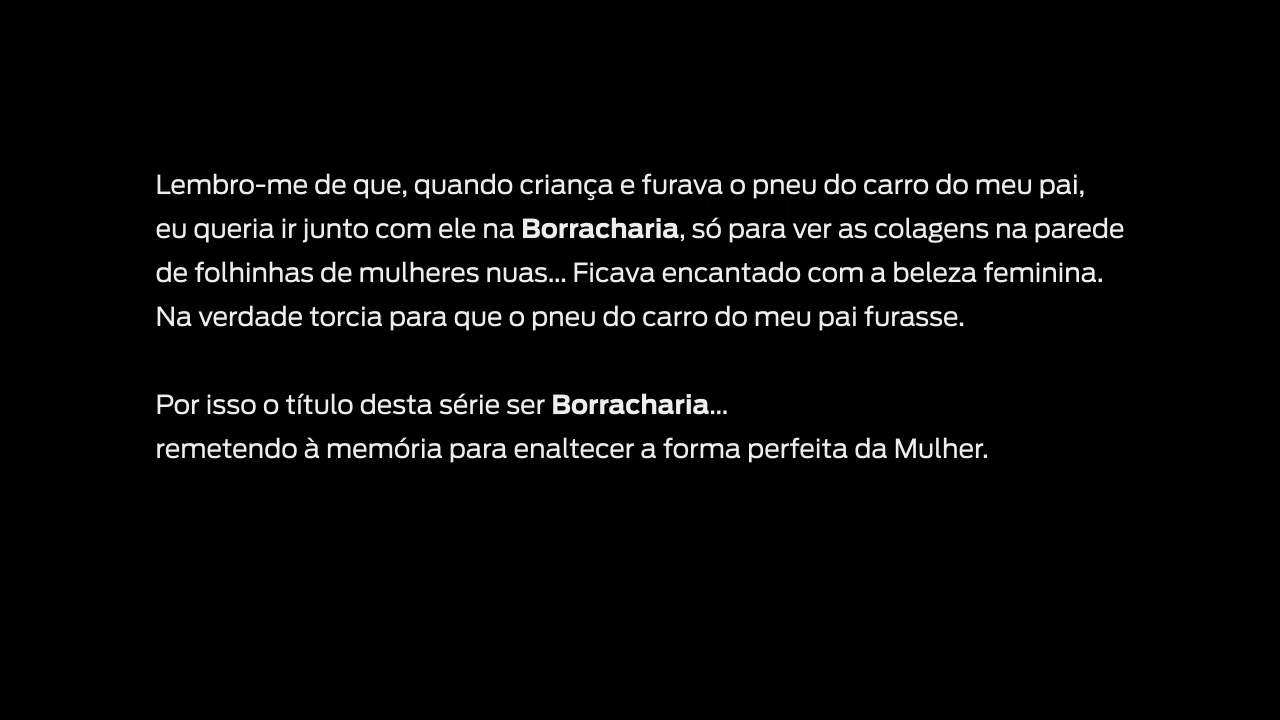 Lembro-me de que, quando criança e furava o pneu do carro do meu pai,
eu queria ir junto com ele na Borracharia, só para ver as colagens na parede
de folhinhas de mulheres nuas... Ficava encantado com a beleza feminina.
Na verdade torcia para que o pneu do carro do meu pai furasse.
Por isso o título desta série ser Borracharia...
remetendo à memória para enaltecer a forma perfeita da Mulher.